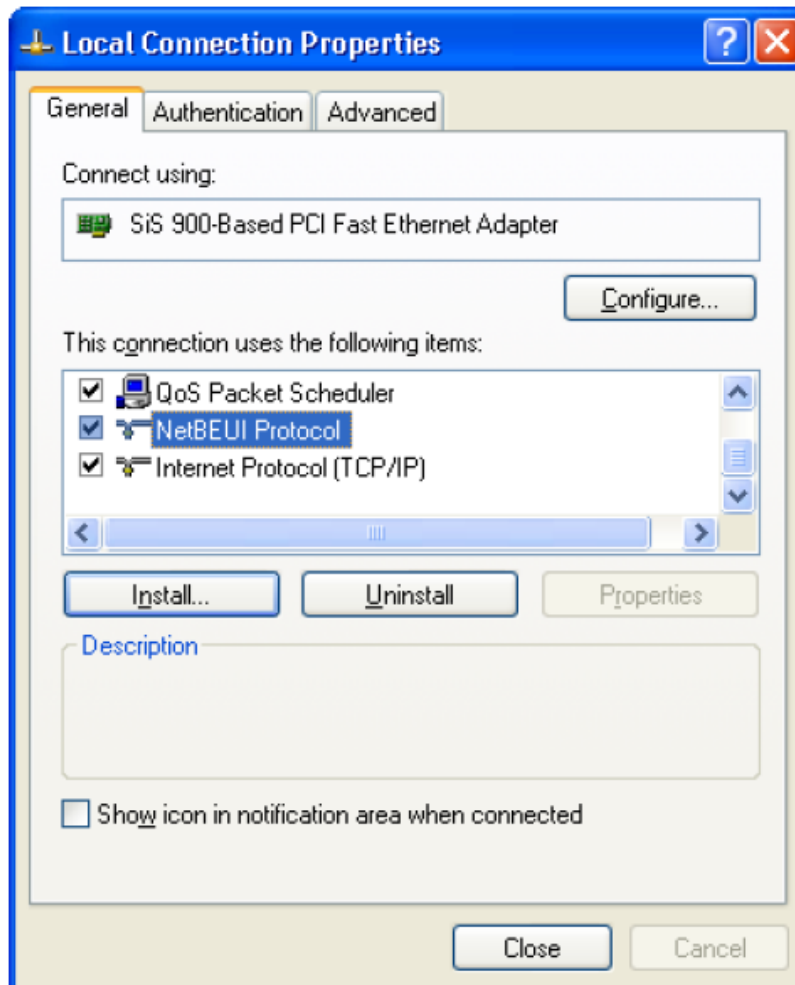 Local Connection Properties
General Authentication Advanced
Connect using:
SiS 900-Based PCI Fast Ethernet Adapter
Configure...
This connection uses the following items:
QoS Packet Scheduler
NetBEUI Protocol
Internet Protocol (TCP/IP)
Install... Uninstall Properties
Description
Show icon in notification area when connected
Close Cancel